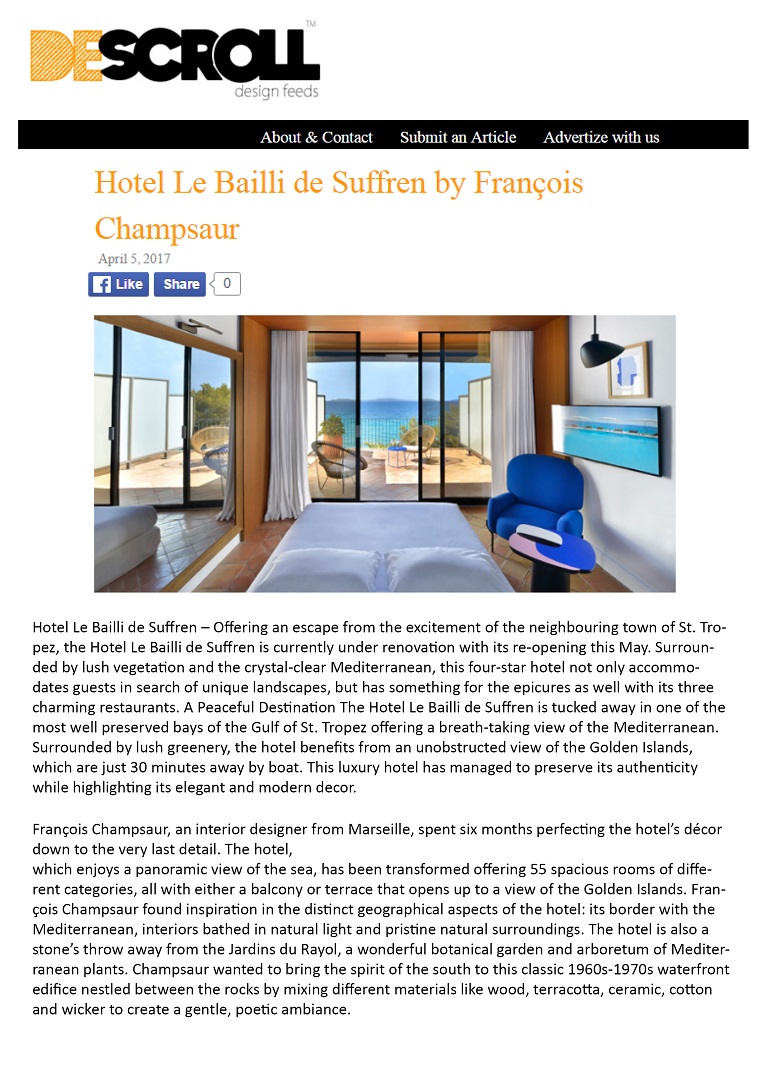 DESCROLL™
design feeds
About & Contact Submit an Article Advertize with us
Hotel Le Bailli de Suffren by François
Champsaur
April 5, 2017
Like Share 0
Hotel Le Bailli de Suffren – Offering an escape from the excitement of the neighbouring town of St. Tro-
pez, the Hotel Le Bailli de Suffren is currently under renovation with its re-opening this May. Surroun-
ded by lush vegetation and the crystal-clear Mediterranean, this four-star hotel not only accommo-
dates guests in search of unique landscapes, but has something for the epicures as well with its three
charming restaurants. A Peaceful Destination The Hotel Le Bailli de Suffren is tucked away in one of the
most well preserved bays of the Gulf of St. Tropez offering a breath-taking view of the Mediterranean.
Surrounded by lush greenery, the hotel benefits from an unobstructed view of the Golden Islands,
which are just 30 minutes away by boat. This luxury hotel has managed to preserve its authenticity
while highlighting its elegant and modern decor.
François Champsaur, an interior designer from Marseille, spent six months perfecting the hotel’s décor
down to the very last detail. The hotel,
which enjoys a panoramic view of the sea, has been transformed offering 55 spacious rooms of diffe-
rent categories, all with either a balcony or terrace that opens up to a view of the Golden Islands. Fran-
çois Champsaur found inspiration in the distinct geographical aspects of the hotel: its border with the
Mediterranean, interiors bathed in natural light and pristine natural surroundings. The hotel is also a
stone’s throw away from the Jardins du Rayol, a wonderful botanical garden and arboretum of Mediter-
ranean plants. Champsaur wanted to bring the spirit of the south to this classic 1960s-1970s waterfront
edifice nestled between the rocks by mixing different materials like wood, terracotta, ceramic, cotton
and wicker to create a gentle, poetic ambiance.